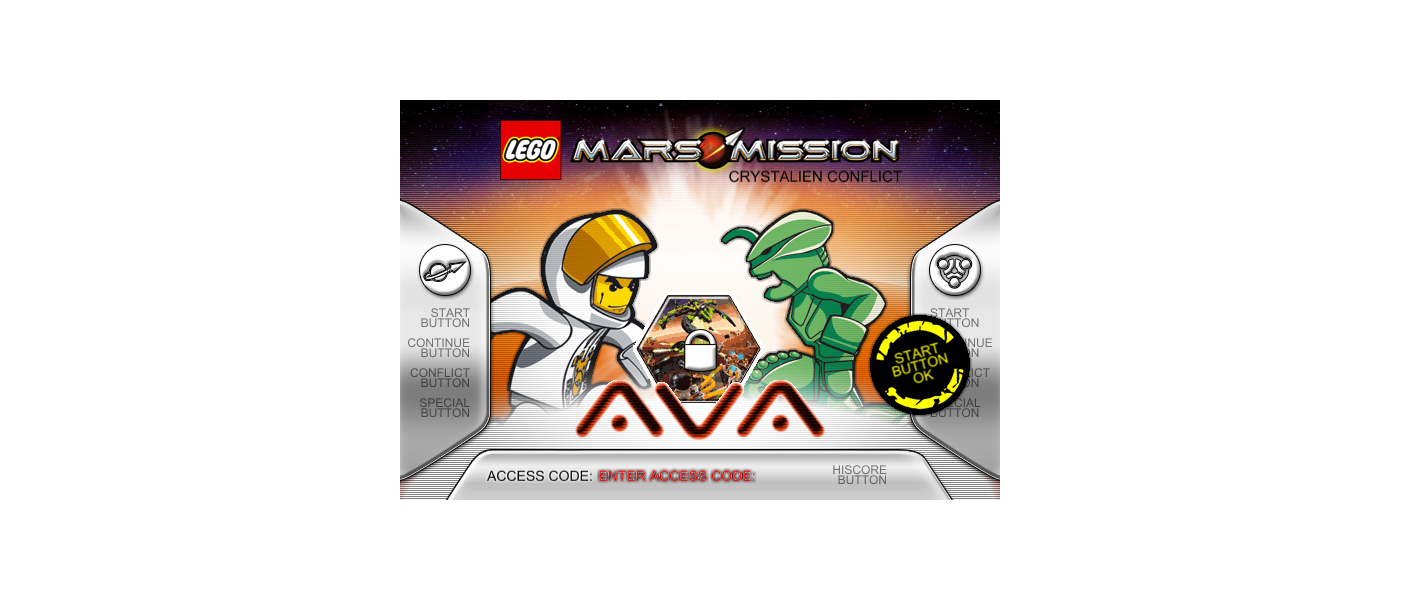 LEGO
MARS MISSION
CRYSTALIEN CONFLICT
START
BUTTON
CONTINUE
BUTTON
CONFLICT
BUTTON
SPECIAL
BUTTON
START
BUTTON
OK
START
AVA
ACCESS CODE: ENTER ACCESS CODE:
HISCORE
BUTTON